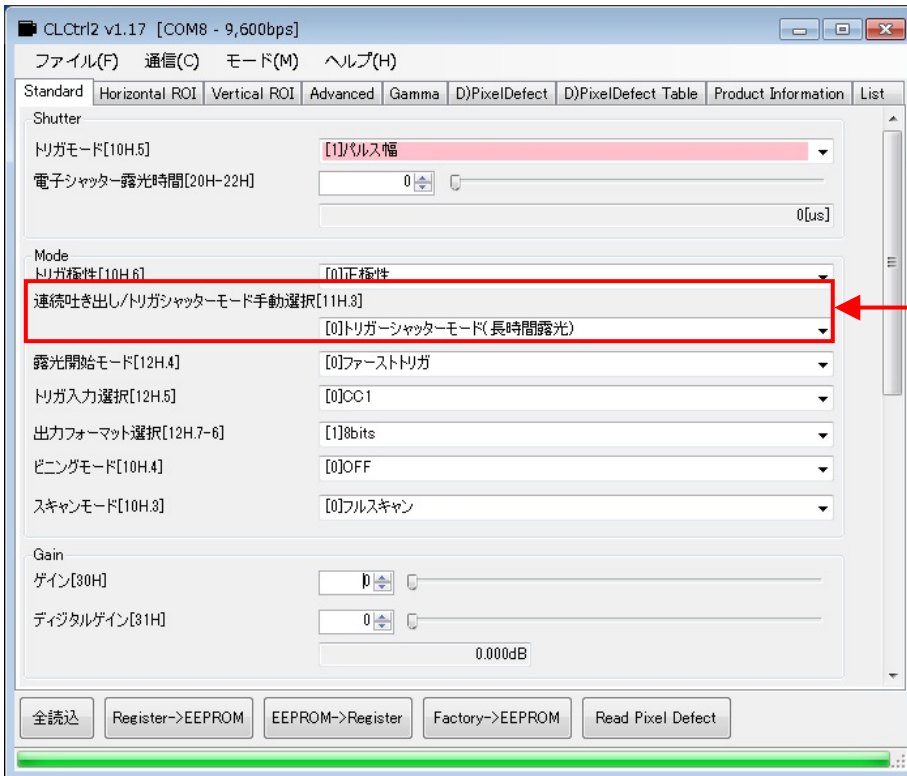 CLCtrl2 v1.17 [COM8 - 9,600bps]
ファイル(F) 通信(C) モード(M) ヘルプ(H)
Standard Horizontal ROI Vertical ROI Advanced Gamma D)PixelDefect D)PixelDefect Table Product Information List
Shutter
トリガモード[10H.5] [1]パルス幅
電子シャッター露光時間[20H-22H] 0
0[us]
Mode
トリガ極性[10H.6] [0]正極性
連続吐き出し/トリガシャッターモード手動選択[11H.3]
[0]トリガーシャッターモード(長時間露光)
露光開始モード[12H.4] [0]ファーストトリガ
トリガ入力選択[12H.5] [0]CC1
出力フォーマット選択[12H.7-6] [1]8bits
ビニングモード[10H.4] [0]OFF
スキャンモード[10H.3] [0]フルスキャン
Gain
ゲイン[30H] 0
ディジタルゲイン[31H] 0
0.000dB
全読込 Register->EEPROM EEPROM->Register Factory->EEPROM Read Pixel Defect